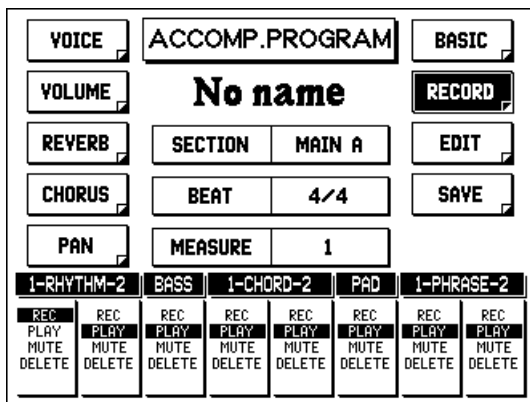 VOICE ACCOMP.PROGRAM BASIC
VOLUME No name RECORD
REVERB SECTION MAIN A EDIT
CHORUS BEAT 4/4 SAVE
PAN MEASURE 1
1-RHYTHM-2 BASS 1-CHORD-2 PAD 1-PHRASE-2
REC REC REC REC REC REC REC REC
PLAY PLAY PLAY PLAY PLAY PLAY PLAY PLAY
MUTE MUTE MUTE MUTE MUTE MUTE MUTE MUTE
DELETE DELETE DELETE DELETE DELETE DELETE DELETE DELETE